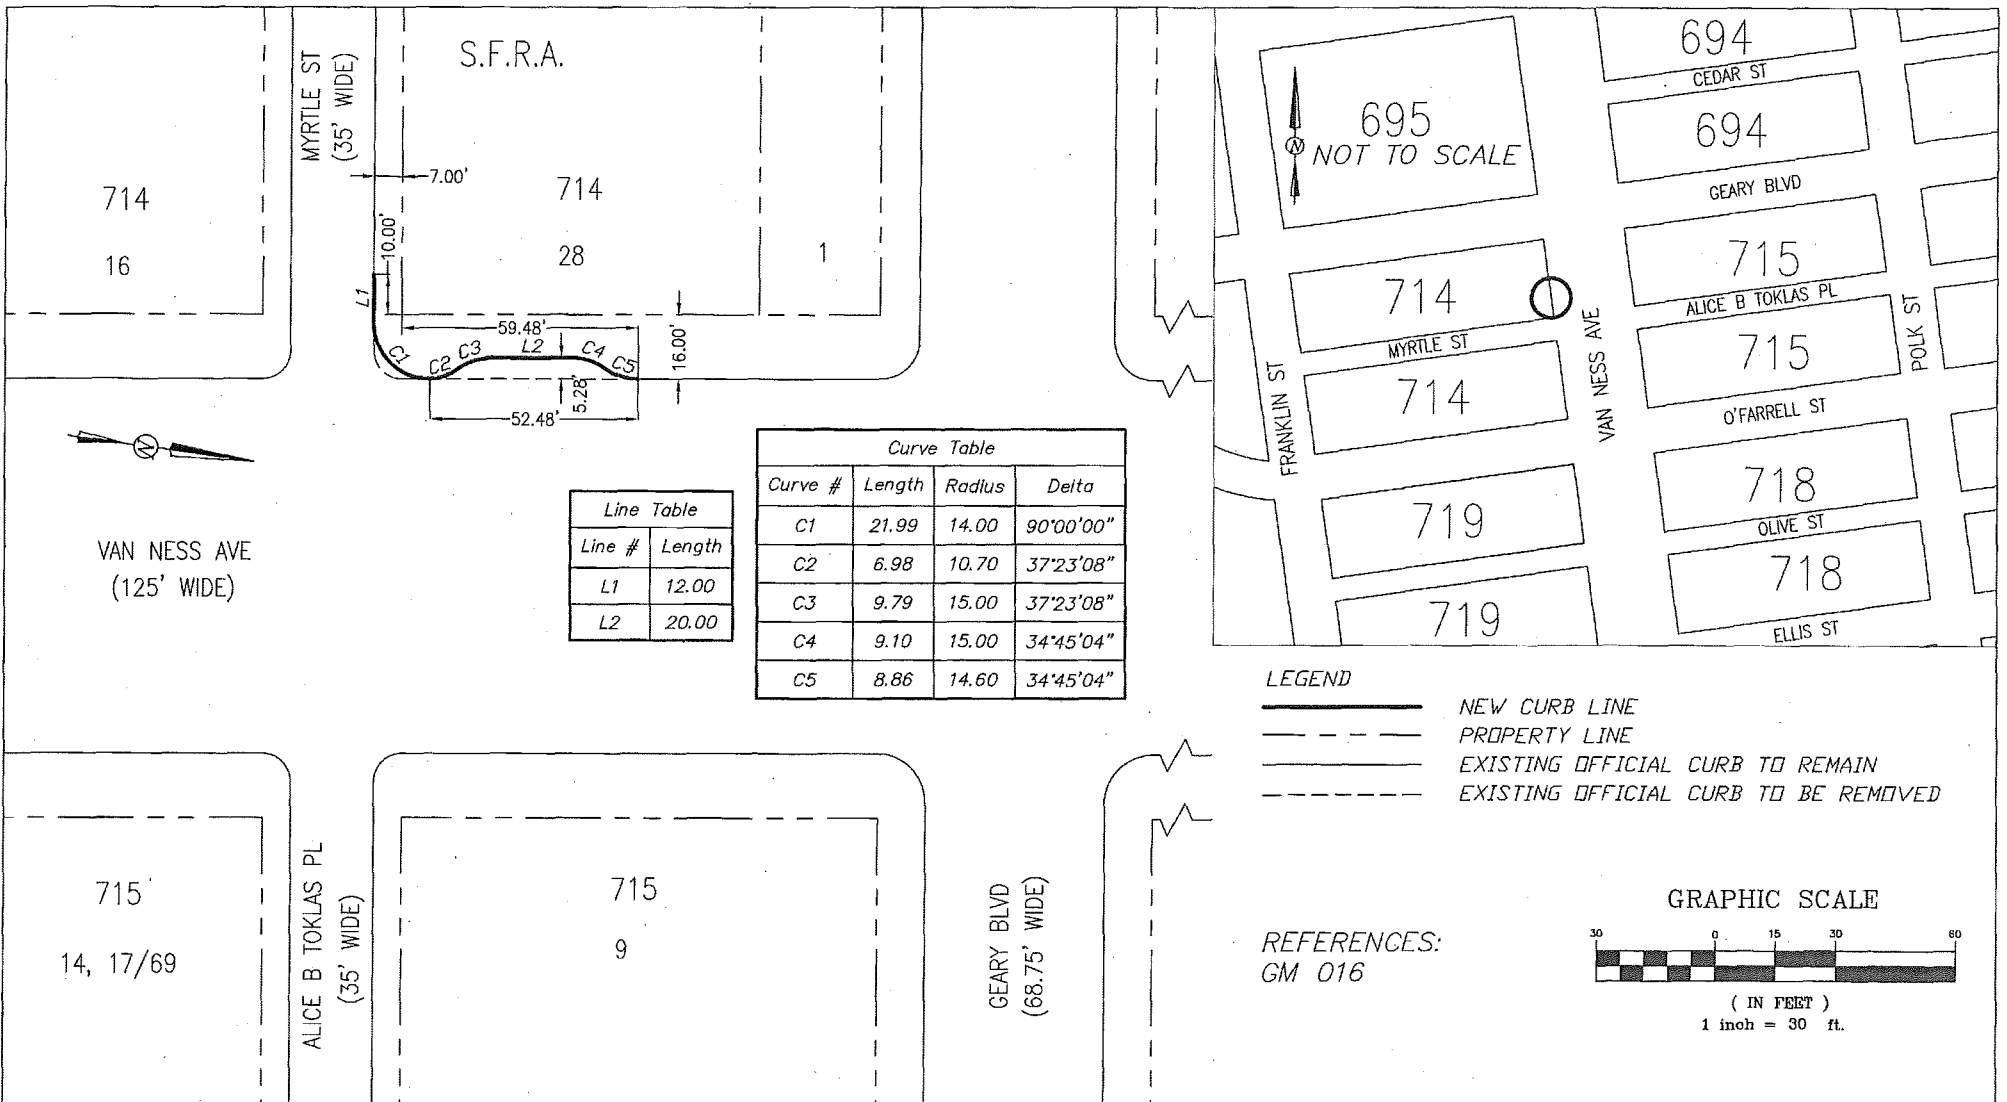 S.F.R.A.
MYRTLE ST
(35' WIDE)
7.00'
714
16
714
28
1
10.00'
L1
59.48'
16.00'
C1
C2
C3
L2
C4
C5
5.28'
52.48'
N
VAN NESS AVE
(125' WIDE)
Line Table
Line # Length
L1 12.00
L2 20.00
Curve Table
Curve # Length Radius Delta
C1 21.99 14.00 90°00'00"
C2 6.98 10.70 37°23'08"
C3 9.79 15.00 37°23'08"
C4 9.10 15.00 34°45'04"
C5 8.86 14.60 34°45'04"
715
14, 17/69
ALICE B TOKLAS PL
(35' WIDE)
715
9
GEARY BLVD
(68.75' WIDE)
694
CEDAR ST
695
694
N
NOT TO SCALE
GEARY BLVD
715
714
ALICE B TOKLAS PL
MYRTLE ST
715
POLK ST
VAN NESS AVE
FRANKLIN ST
714
O'FARRELL ST
718
719
OLIVE ST
718
719
ELLIS ST
LEGEND
NEW CURB LINE
PROPERTY LINE
EXISTING OFFICIAL CURB TO REMAIN
EXISTING OFFICIAL CURB TO BE REMOVED
REFERENCES:
GM 016
GRAPHIC SCALE
30 0 15 30 60
( IN FEET )
1 inch = 30 ft.